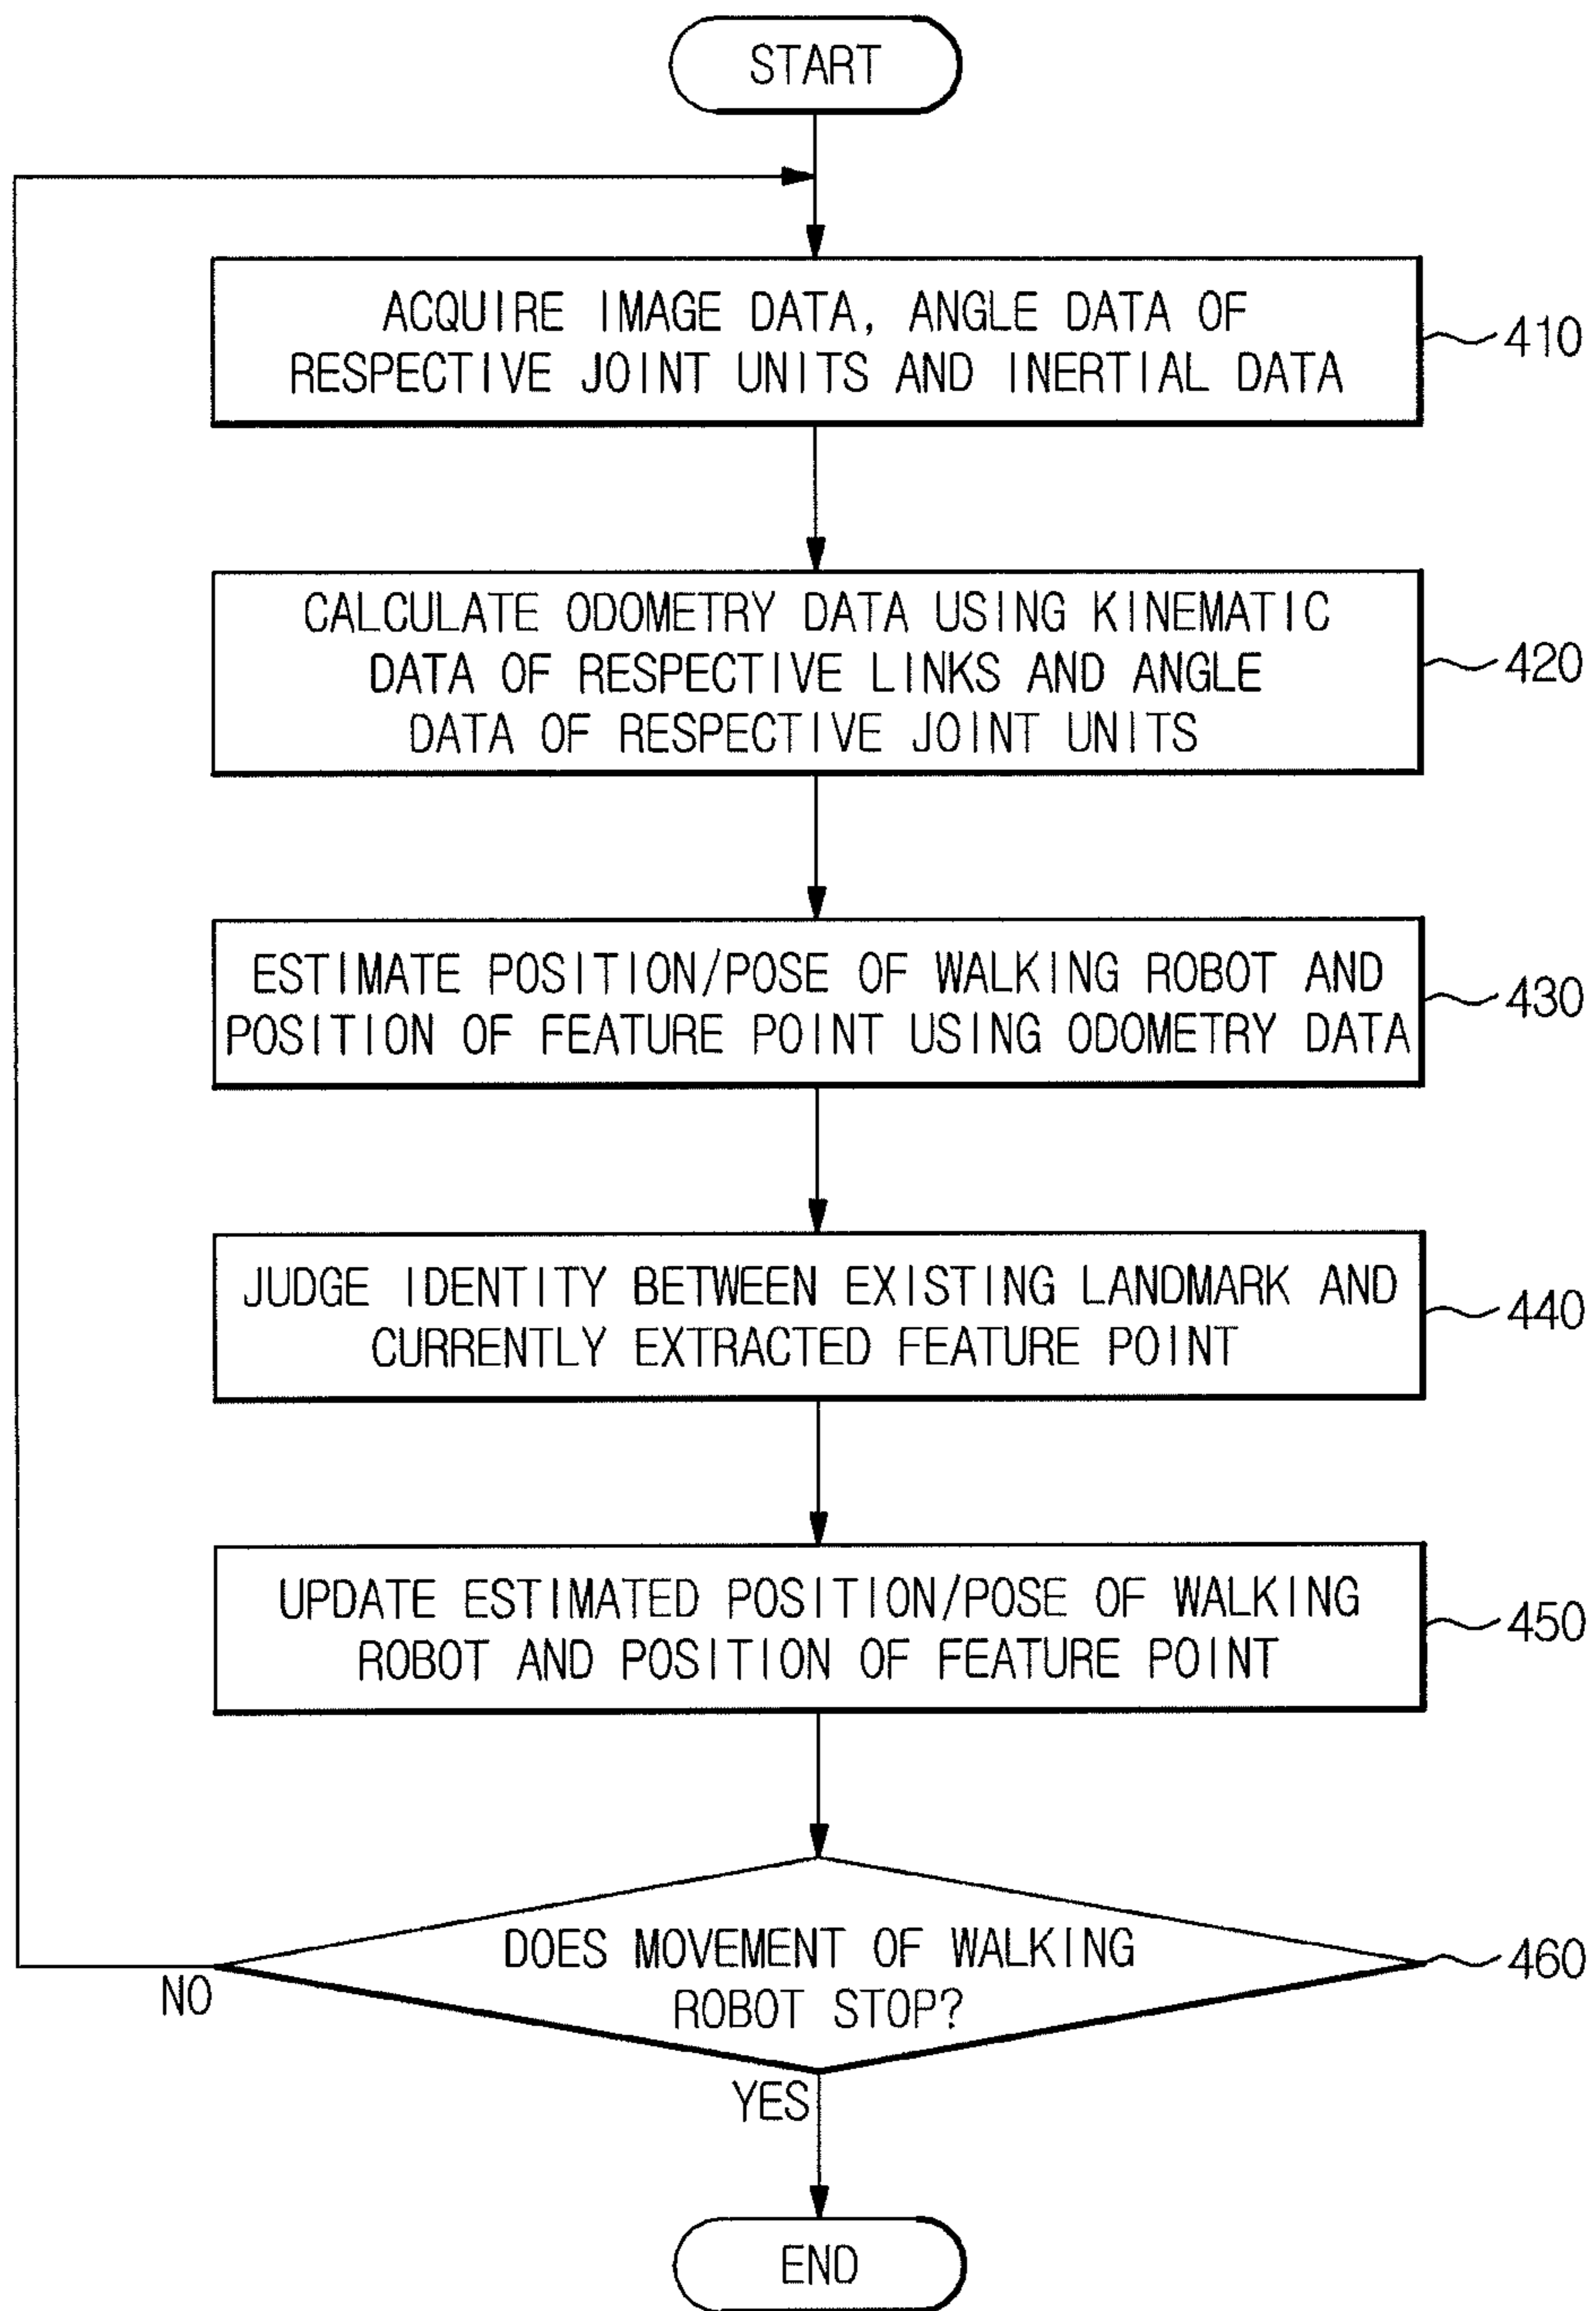 START
ACQUIRE IMAGE DATA, ANGLE DATA OF
RESPECTIVE JOINT UNITS AND INERTIAL DATA
410
CALCULATE ODOMETRY DATA USING KINEMATIC
DATA OF RESPECTIVE LINKS AND ANGLE
DATA OF RESPECTIVE JOINT UNITS
420
ESTIMATE POSITION/POSE OF WALKING ROBOT AND
POSITION OF FEATURE POINT USING ODOMETRY DATA
430
JUDGE IDENTITY BETWEEN EXISTING LANDMARK AND
CURRENTLY EXTRACTED FEATURE POINT
440
UPDATE ESTIMATED POSITION/POSE OF WALKING
ROBOT AND POSITION OF FEATURE POINT
450
DOES MOVEMENT OF WALKING
ROBOT STOP?
460
NO
YES
END